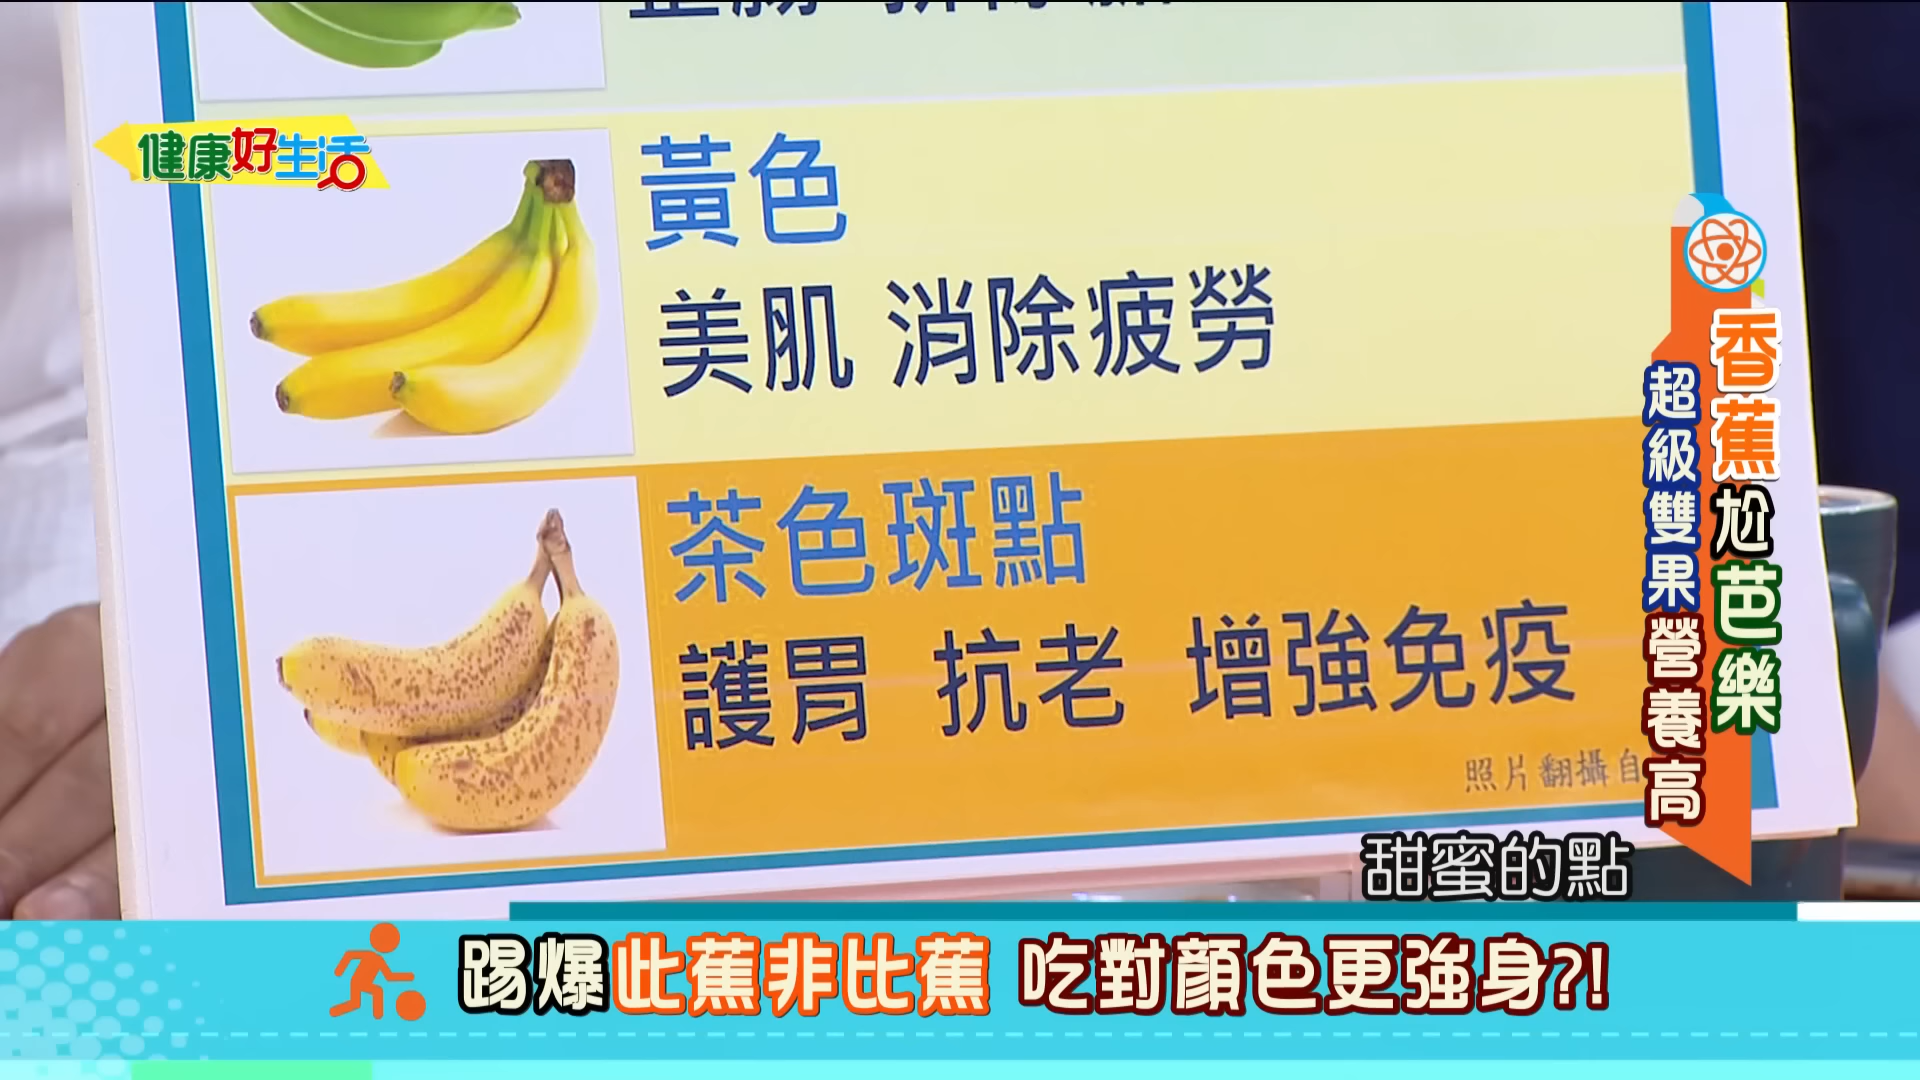 健康好生活
黃色
美肌 消除疲勞
茶色斑點
護胃 抗老 增強免疫
照片翻攝自
香蕉尬芭樂
超級雙果營養高
甜蜜的點
踢爆此蕉非比蕉 吃對顏色更強身?!